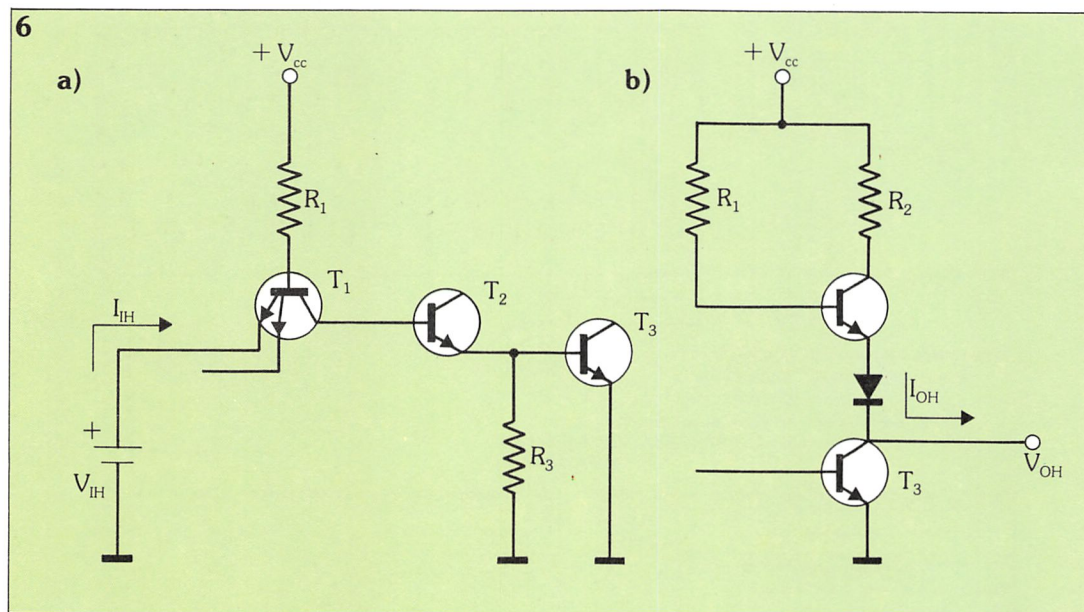 6
a)
+ Vcc
R1
T1
T2
T3
IIH
+
VIH
R3
b)
+ Vcc
R1
R2
IOH
VOH
T3